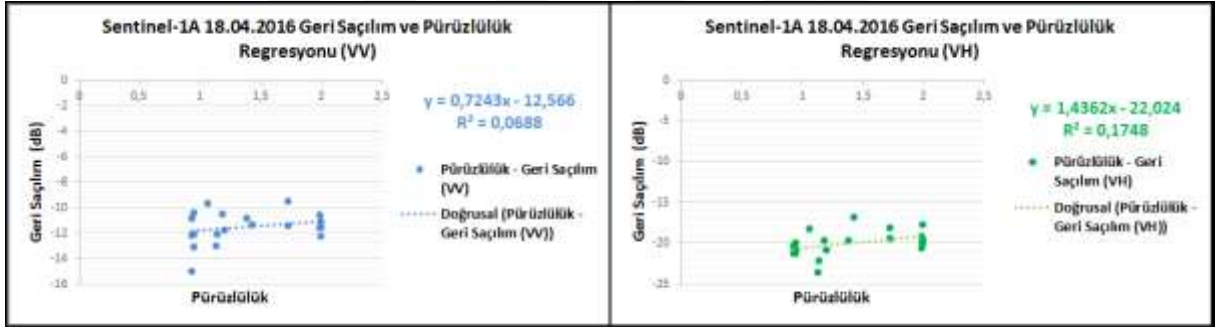 Sentinel-1A 18.04.2016 Geri Saçılım ve Pürüzlülük
Regresyonu (VV)
0
-2
-4
-6
-8
-10
-12
-14
-16
0
0,5
1
1,5
2
2,5
Geri Saçılım (dB)
Pürüzlülük
y = 0,7243x - 12,566
R² = 0,0688
Pürüzlülük - Geri Saçılım
(VV)
Doğrusal (Pürüzlülük -
Geri Saçılım (VV))
Sentinel-1A 18.04.2016 Geri Saçılım ve Pürüzlülük
Regresyonu (VH)
0
-5
-10
-15
-20
-25
0
0,5
1
1,5
2
2,5
Geri Saçılım (dB)
Pürüzlülük
y = 1,4362x - 22,024
R² = 0,1748
Pürüzlülük - Geri
Saçılım (VH)
Doğrusal (Pürüzlülük -
Geri Saçılım (VH))